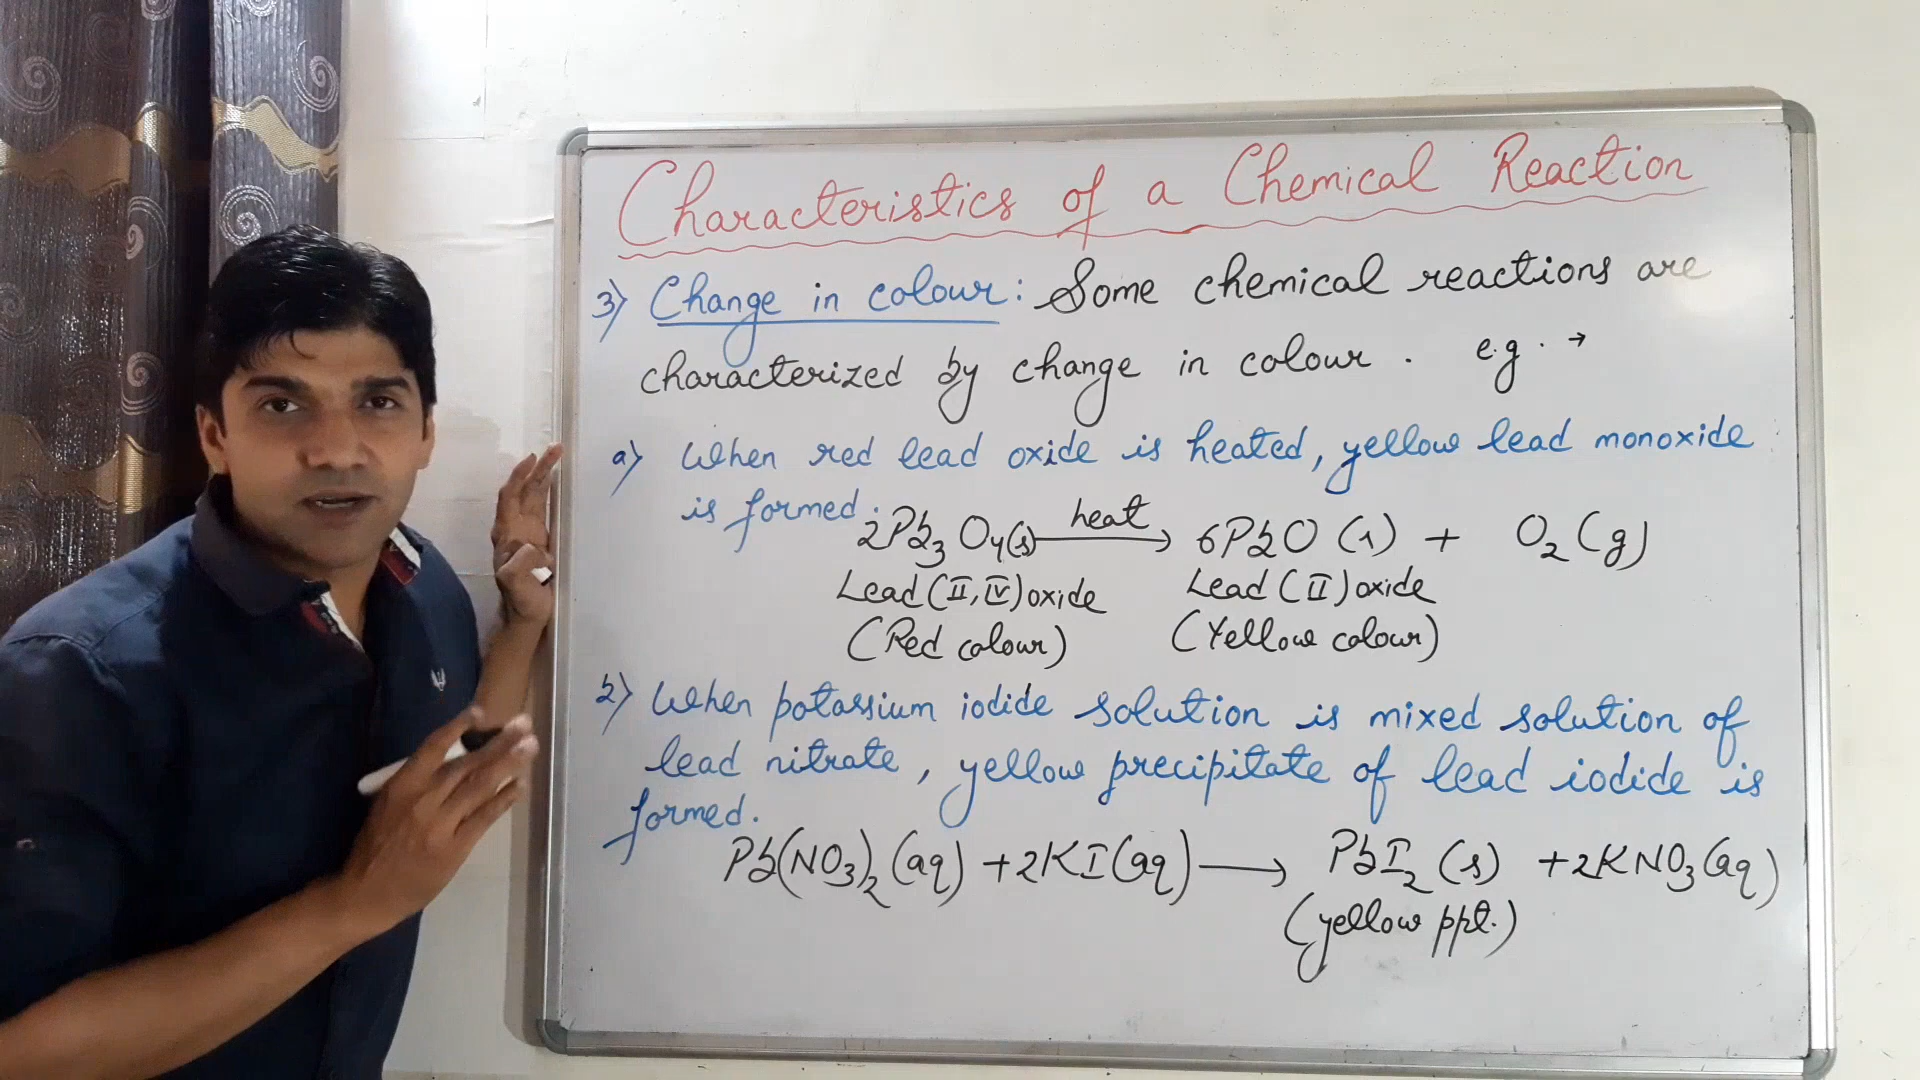 Characteristics of a Chemical Reaction
3) Change in colour: Some chemical reactions are
characterized by change in colour. e.g. →
a) When red lead oxide is heated, yellow lead monoxide
is formed.
2Pb₃O₄(s) heat→ 6PbO(s) + O₂(g)
Lead(II,IV)oxide Lead(II)oxide
(Red colour) (Yellow colour)
b) When potassium iodide solution is mixed solution of
lead nitrate, yellow precipitate of lead iodide is
formed.
Pb(NO₃)₂(aq) + 2KI(aq) → PbI₂(s) + 2KNO₃(aq)
(yellow ppt.)